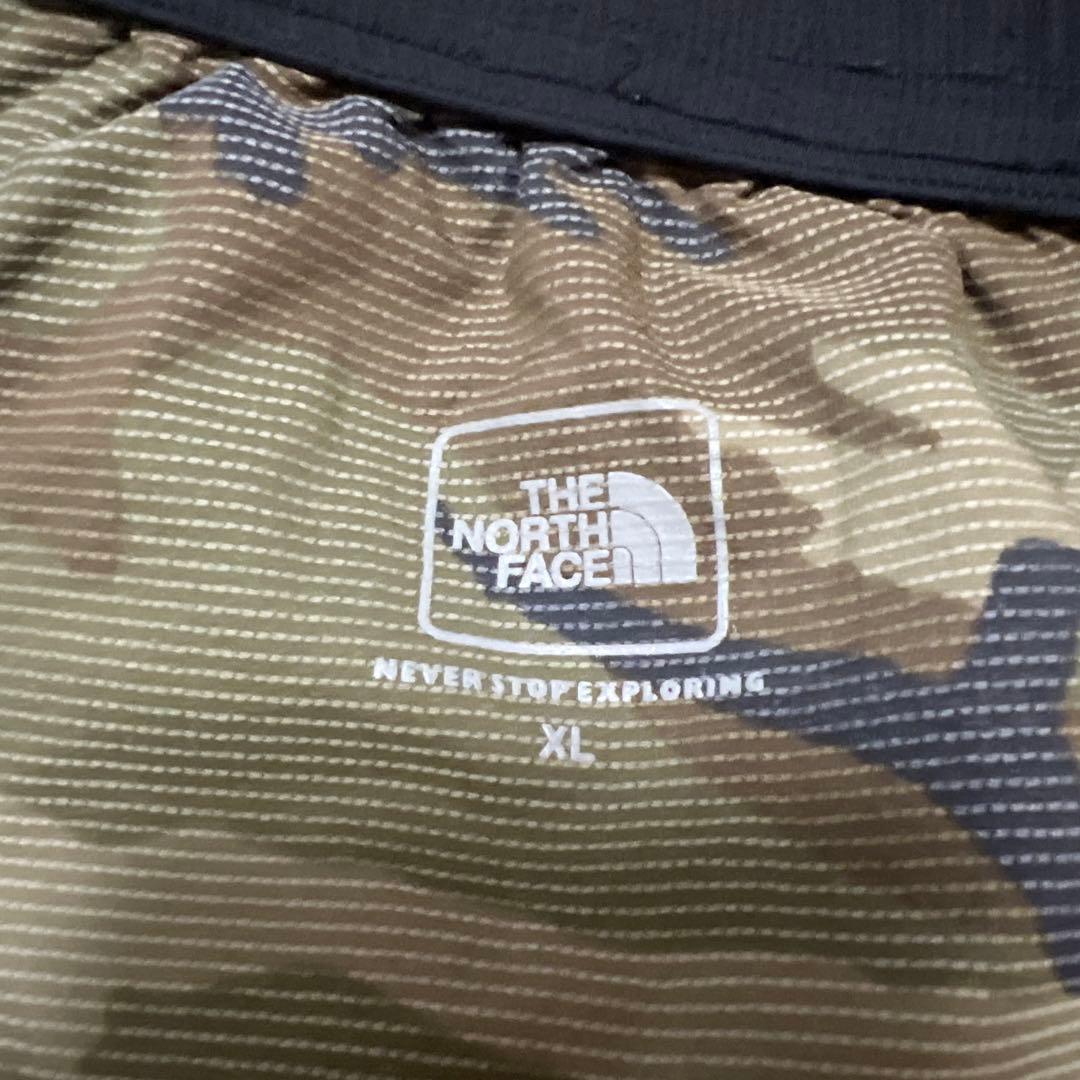 THE
NORTH
FACE
NEVER STOP EXPLORING
XL